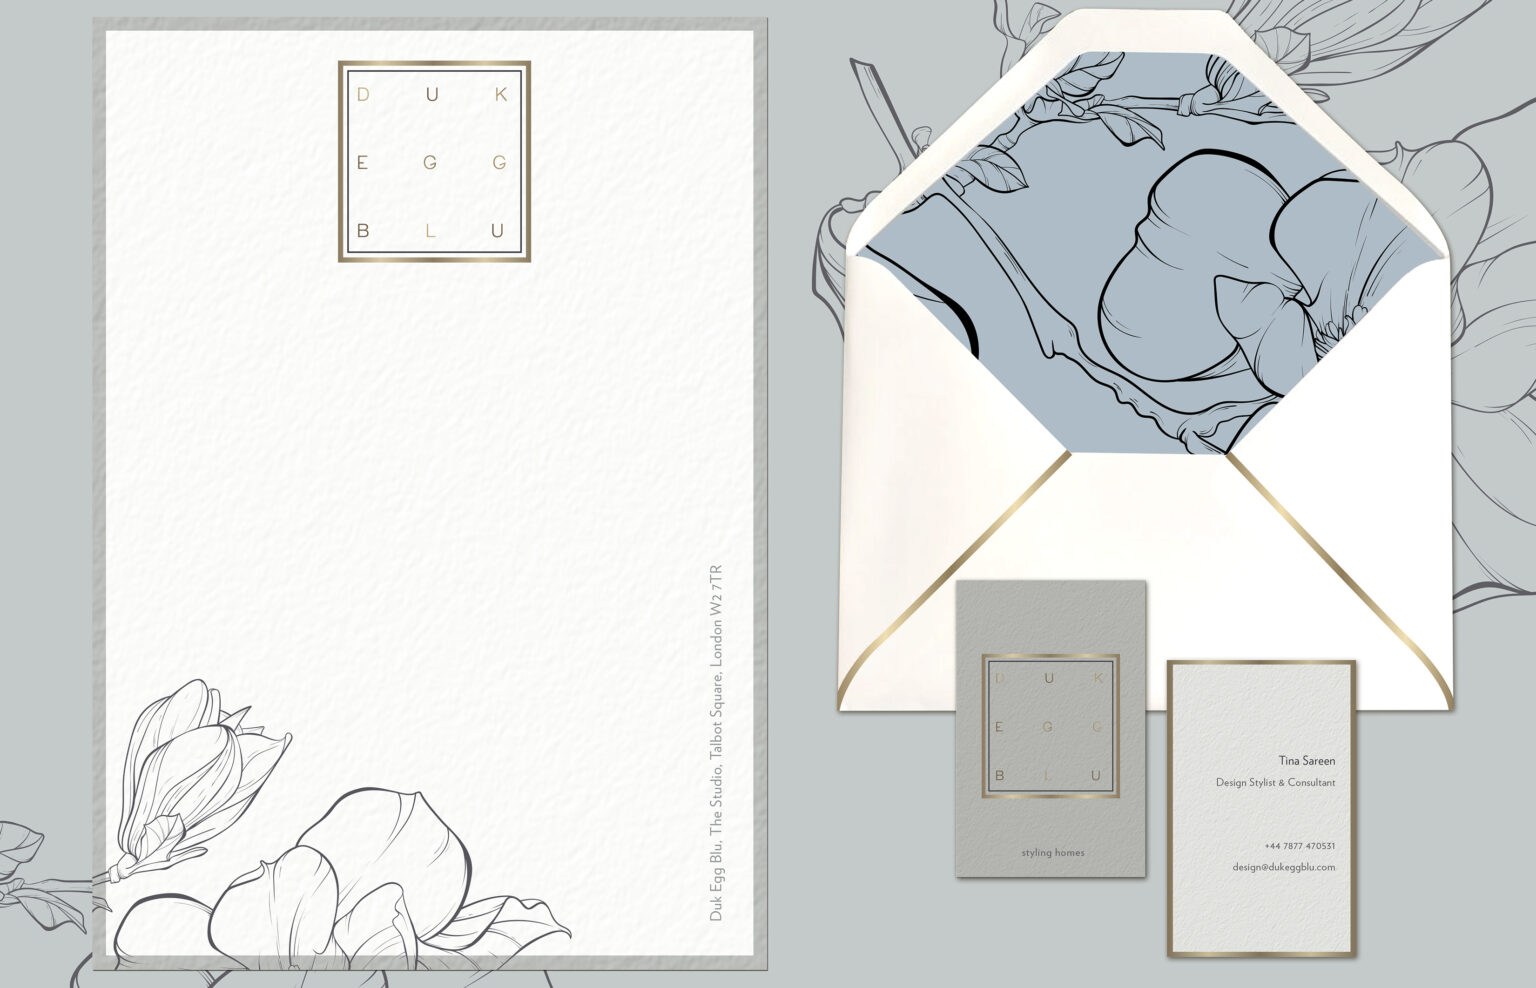 D U K
E G G
B L U
Duk Egg Blu, The Studio, Talbot Square, London W2 7TR
D U K
E G G
B L U
styling homes
Tina Sareen
Design Stylist & Consultant
+44 7877 470531
design@dukeggblu.com